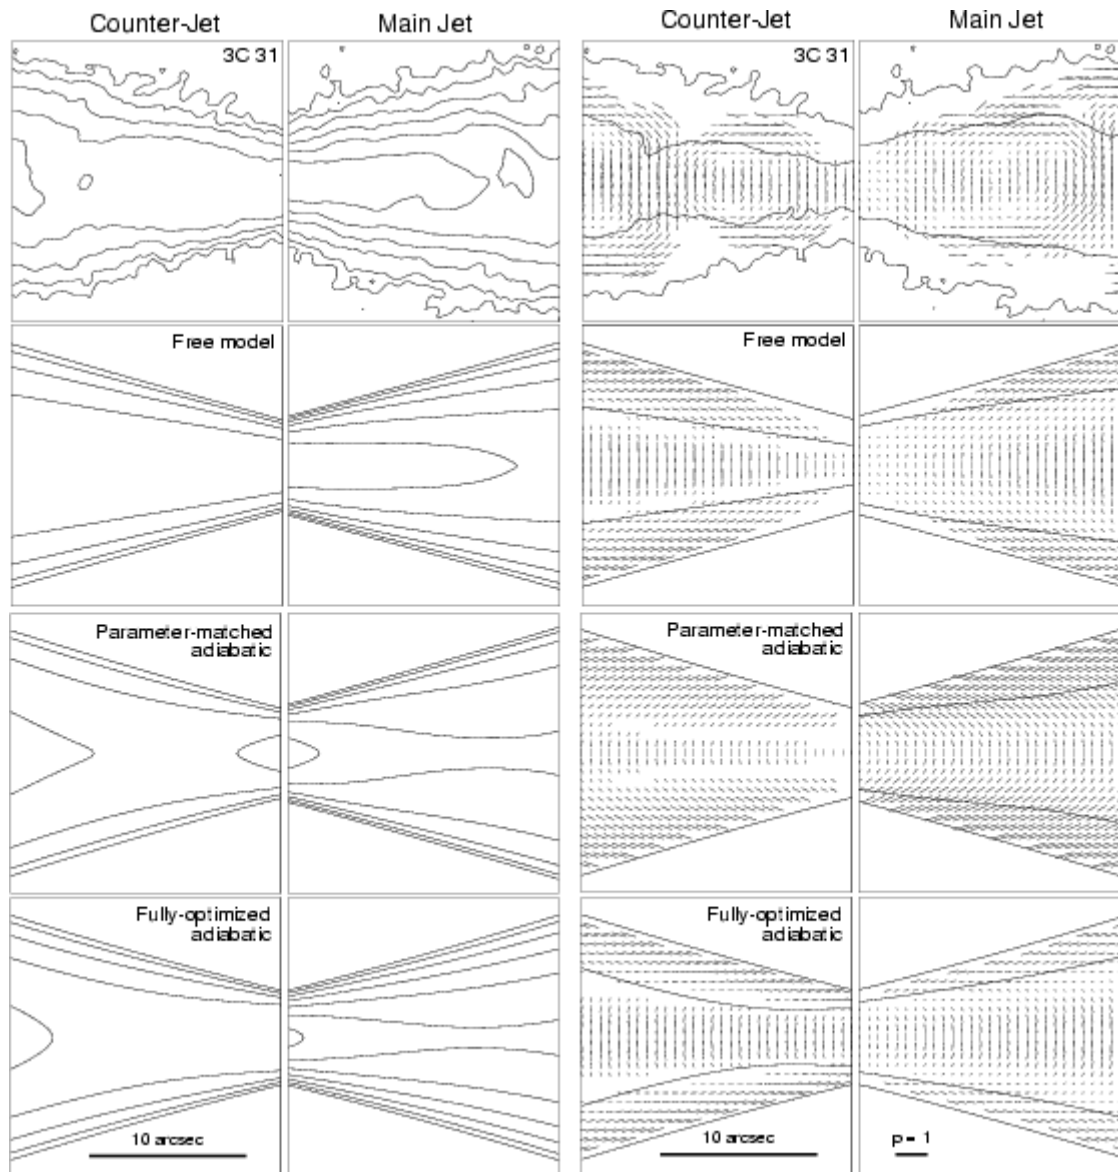 Counter-Jet Main Jet Counter-Jet Main Jet
3C 31 3C 31
Free model Free model
Parameter-matched Parameter-matched
adiabatic adiabatic
Fully-optimized Fully-optimized
adiabatic adiabatic
10 arcsec 10 arcsec p = 1